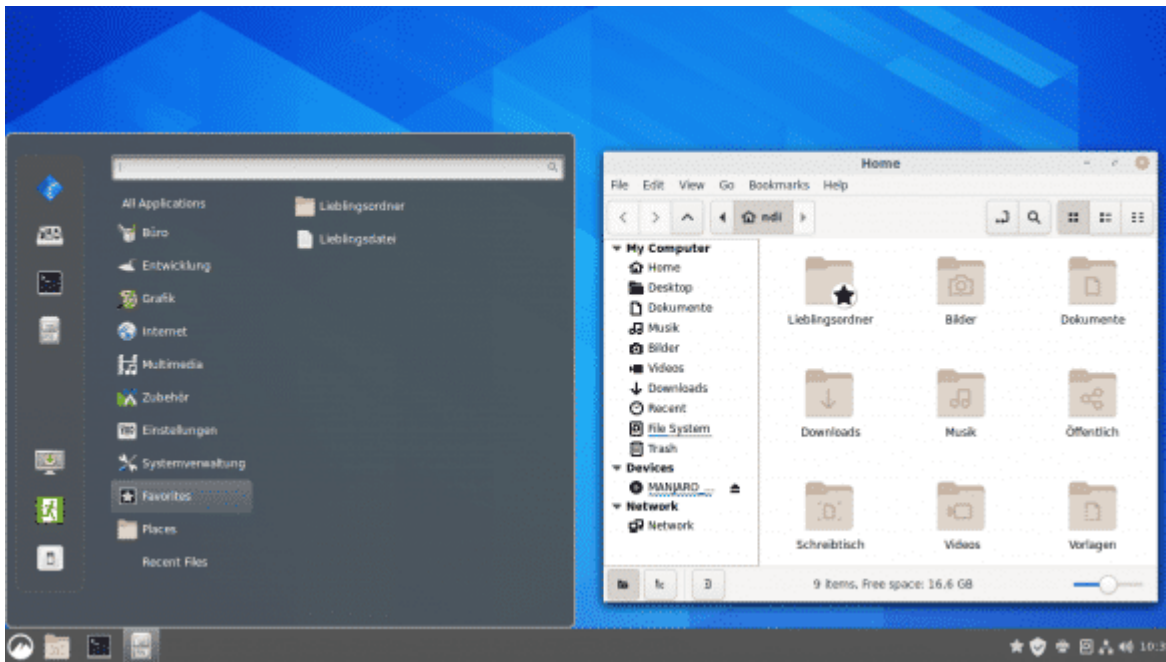 All Applications
Büro
Entwicklung
Grafik
Internet
Multimedia
Zubehör
Einstellungen
Systemverwaltung
Favorites
Places
Recent Files
Lieblingsordner
Lieblingsdatei
Home
File Edit View Go Bookmarks Help
ndi
My Computer
Home
Desktop
Dokumente
Musik
Bilder
Videos
Downloads
Recent
File System
Trash
Devices
MANJARO_...
Network
Network
Lieblingsordner Bilder Dokumente
Downloads Musik Öffentlich
Schreibtisch Videos Vorlagen
9 items, Free space: 16.6 GB